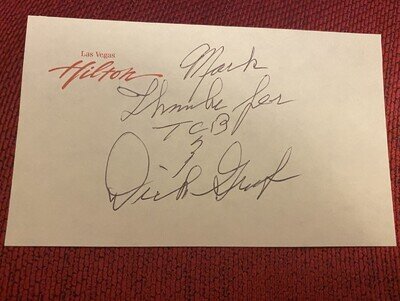 Las Vegas
Hilton
Mark
Thanks for
TCB
Dick Grob